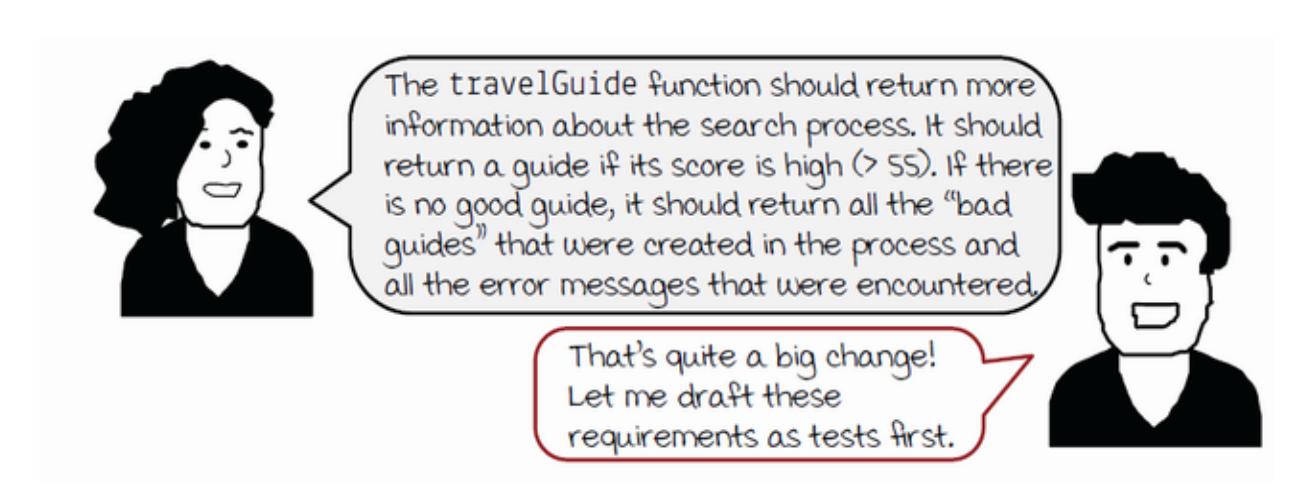 The travelGuide function should return more
information about the search process. It should
return a guide if its score is high (> 55). If there
is no good guide, it should return all the “bad
guides” that were created in the process and
all the error messages that were encountered.
That's quite a big change!
Let me draft these
requirements as tests first.